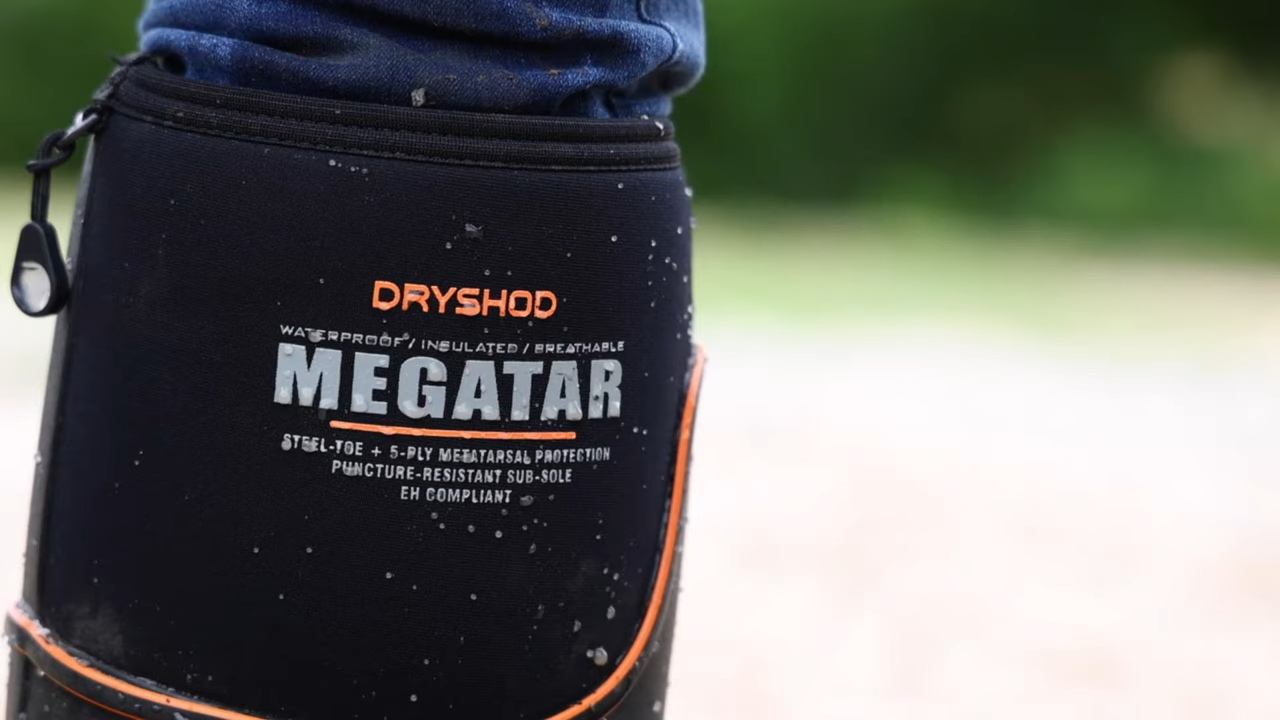 DRYSHOD
WATERPROOF / INSULATED / BREATHABLE
MEGATAR
STEEL-TOE + 5-PLY METATARSAL PROTECTION
PUNCTURE-RESISTANT SUB-SOLE
EH COMPLIANT